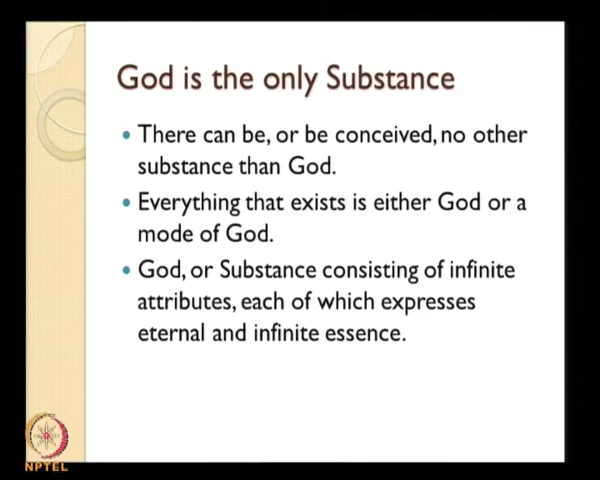 God is the only Substance
• There can be, or be conceived, no other
substance than God.
• Everything that exists is either God or a
mode of God.
• God, or Substance consisting of infinite
attributes, each of which expresses
eternal and infinite essence.
NPTEL